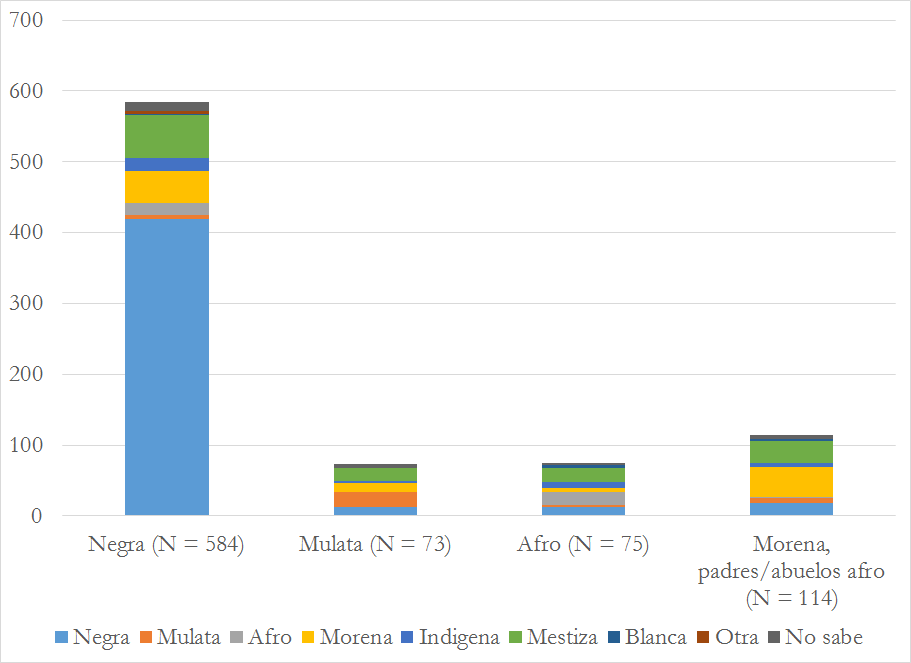 700
600
500
400
300
200
100
0
Negra (N = 584)
Mulata (N = 73)
Afro (N = 75)
Morena,
padres/abuelos afro
(N = 114)
Negra Mulata Afro Morena Indigena Mestiza Blanca Otra No sabe